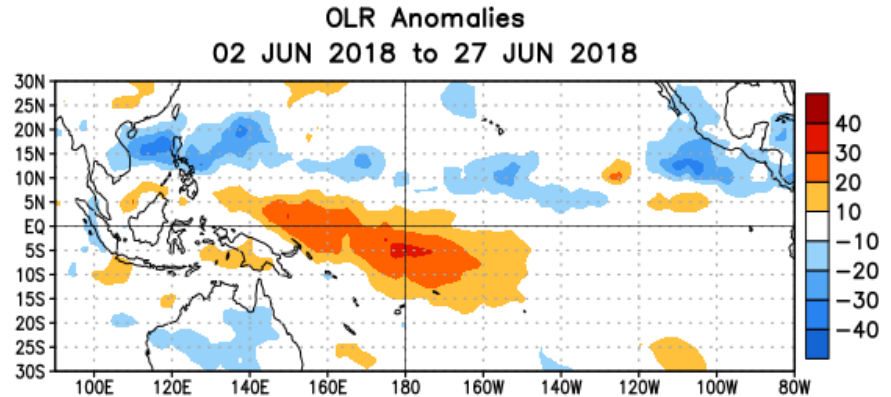 OLR Anomalies
02 JUN 2018 to 27 JUN 2018
30N
25N
20N
15N
10N
5N
EQ
5S
10S
15S
20S
25S
30S
100E 120E 140E 160E 180 160W 140W 120W 100W 80W
40
30
20
10
-10
-20
-30
-40